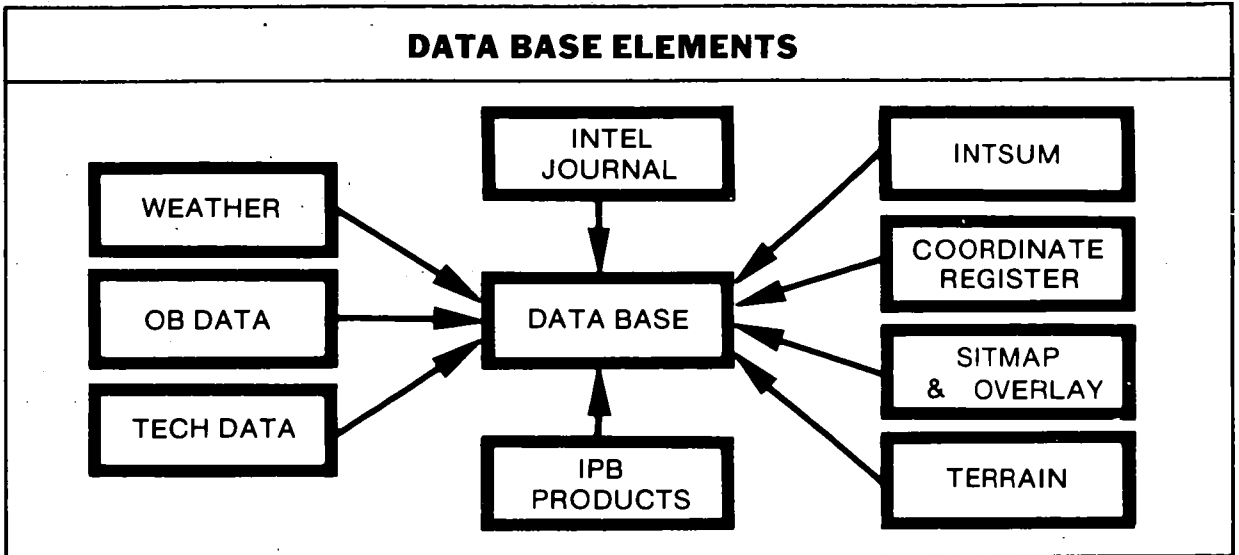 DATA BASE ELEMENTS
WEATHER
OB DATA
TECH DATA
INTEL
JOURNAL
DATA BASE
IPB
PRODUCTS
INTSUM
COORDINATE
REGISTER
SITMAP
& OVERLAY
TERRAIN